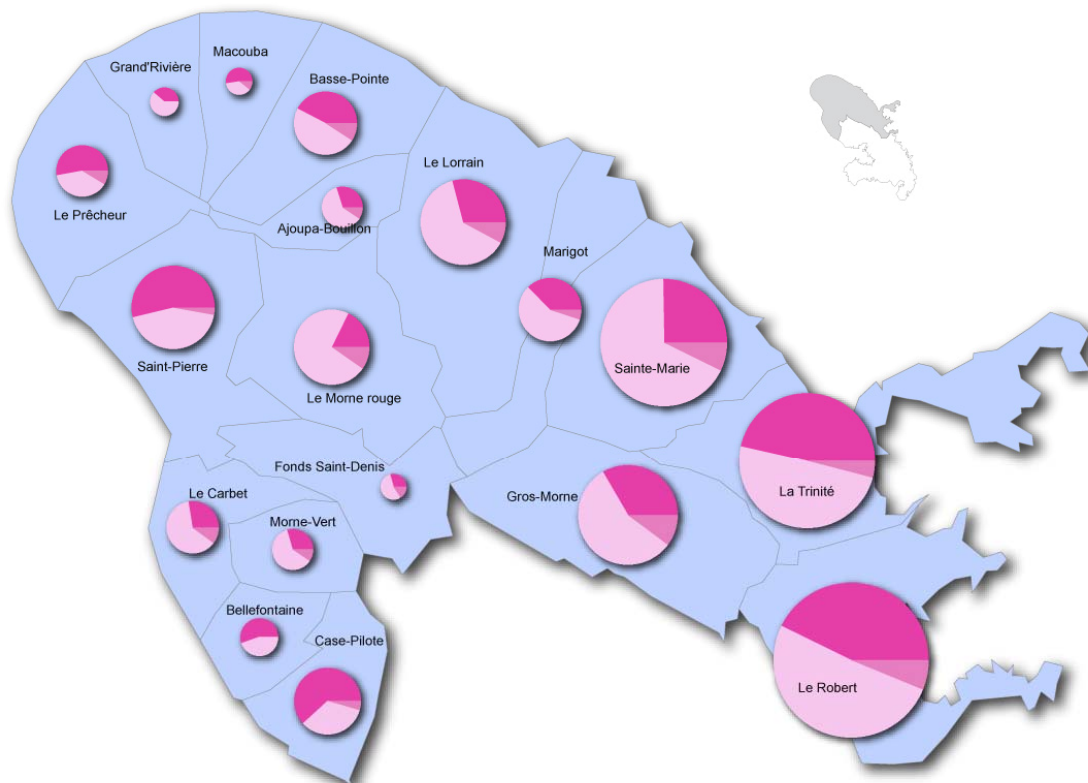 Macouba
Grand'Rivière
Basse-Pointe
Le Lorrain
Le Prêcheur
Ajoupa-Bouillon
Marigot
Saint-Pierre
Sainte-Marie
Le Morne rouge
Fonds Saint-Denis
Le Carbet
Gros-Morne
La Trinité
Morne-Vert
Bellefontaine
Case-Pilote
Le Robert